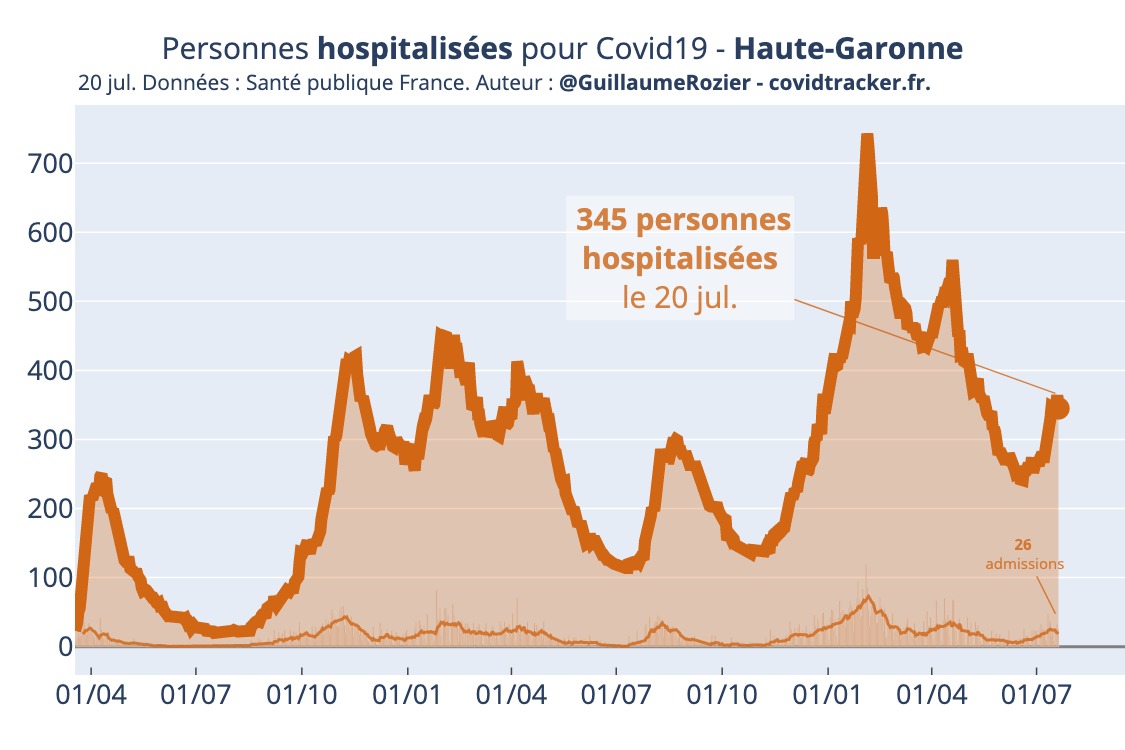 Personnes hospitalisées pour Covid19 - Haute-Garonne
20 jul. Données : Santé publique France. Auteur : @GuillaumeRozier - covidtracker.fr.
700
600
500
400
300
200
100
0
345 personnes
hospitalisées
le 20 jul.
26
admissions
01/04 01/07 01/10 01/01 01/04 01/07 01/10 01/01 01/04 01/07